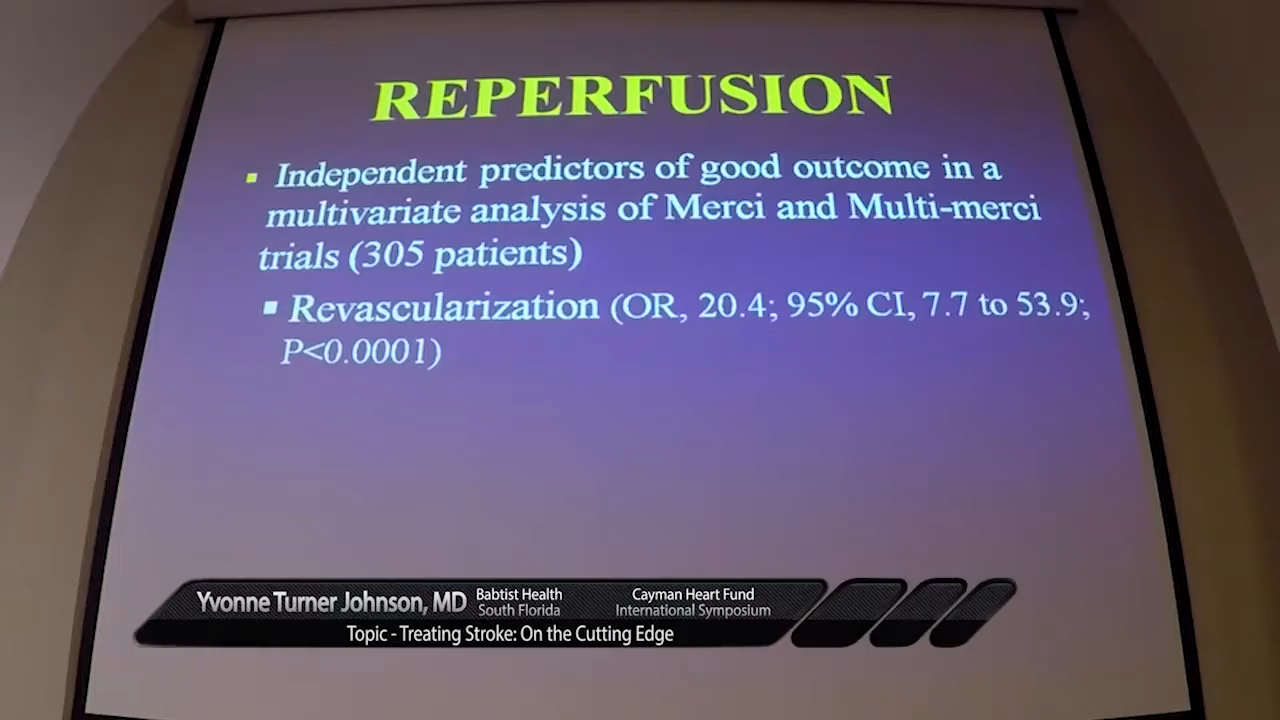 REPERFUSION
▪ Independent predictors of good outcome in a
multivariate analysis of Merci and Multi-merci
trials (305 patients)
▪ Revascularization (OR, 20.4; 95% CI, 7.7 to 53.9;
P<0.0001)
Yvonne Turner Johnson, MD
Babtist Health
South Florida
Cayman Heart Fund
International Symposium
Topic - Treating Stroke: On the Cutting Edge